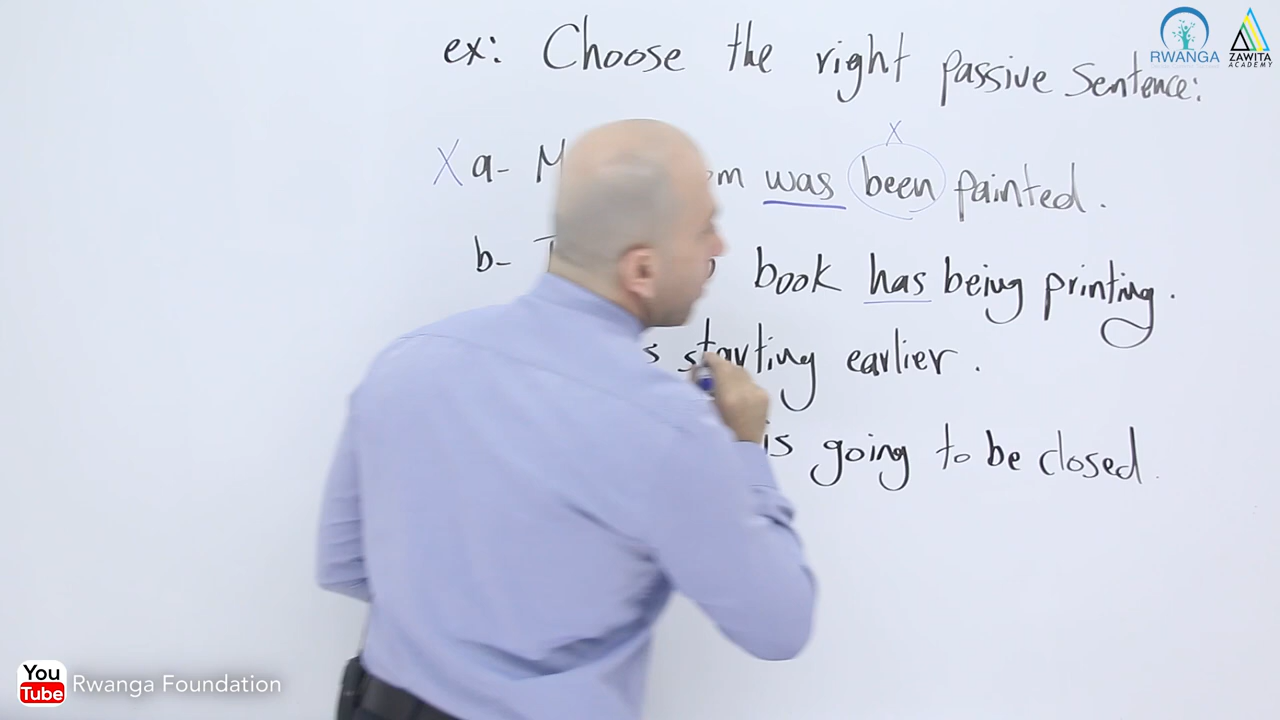 RWANGA
ZAWITA
ACADEMY
ex: Choose the right passive Sentence:
X
X a- was been painted.
b- book has being printing.
starting earlier.
is going to be closed.
You
Tube
Rwanga Foundation